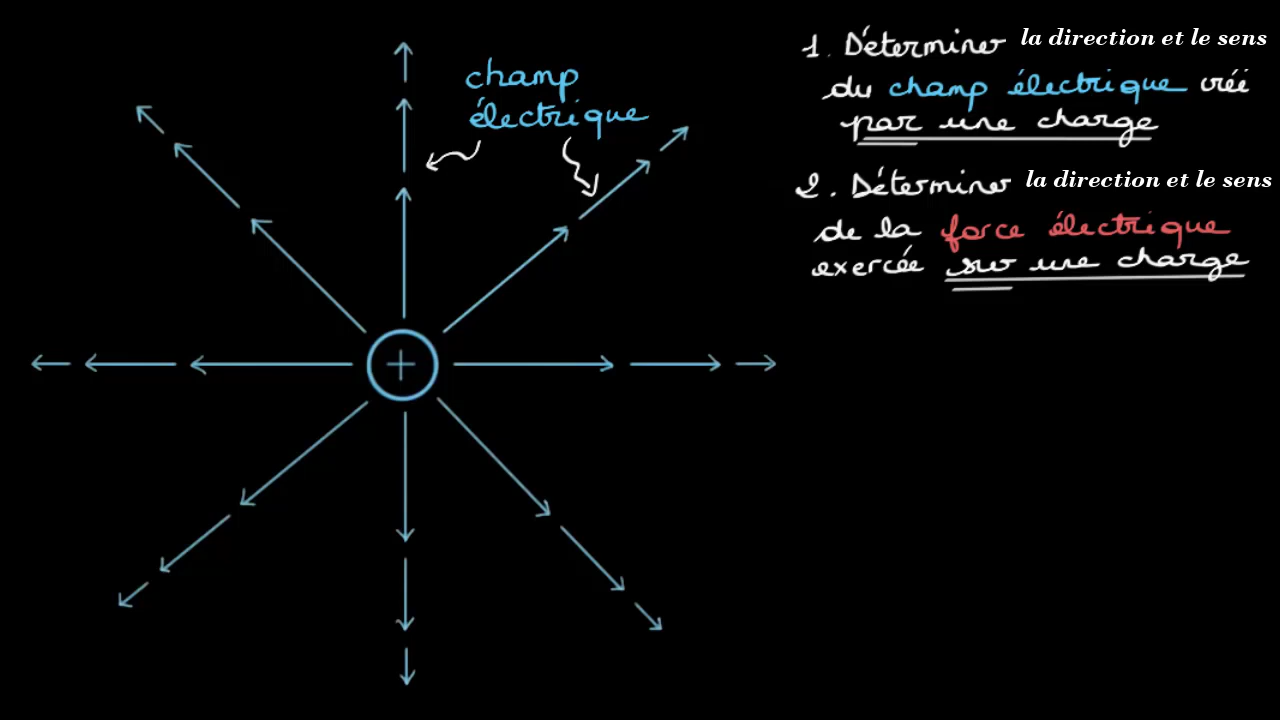 champ
électrique
+
1. Déterminer la direction et le sens
du champ électrique créé
par une charge
2. Déterminer la direction et le sens
de la force électrique
exercée sur une charge